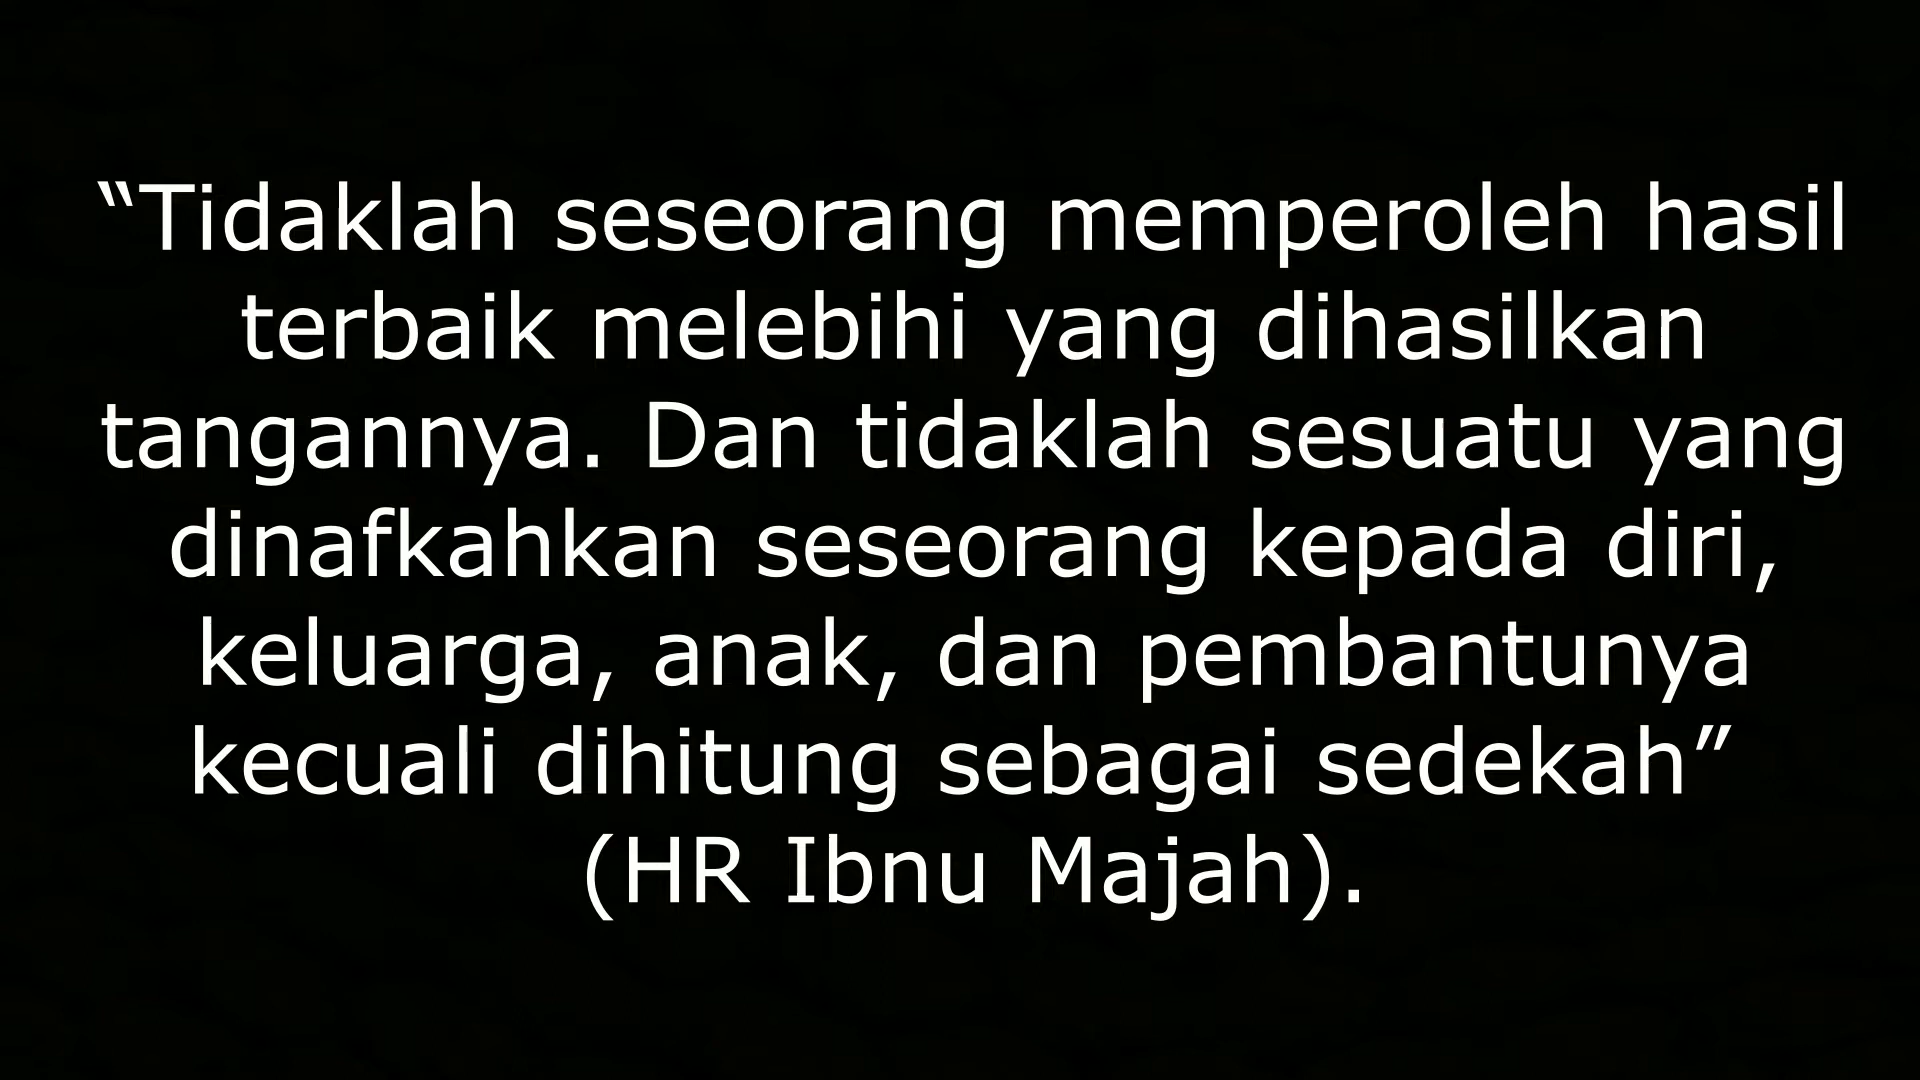 “Tidaklah seseorang memperoleh hasil
terbaik melebihi yang dihasilkan
tangannya. Dan tidaklah sesuatu yang
dinafkahkan seseorang kepada diri,
keluarga, anak, dan pembantunya
kecuali dihitung sebagai sedekah”
(HR Ibnu Majah).